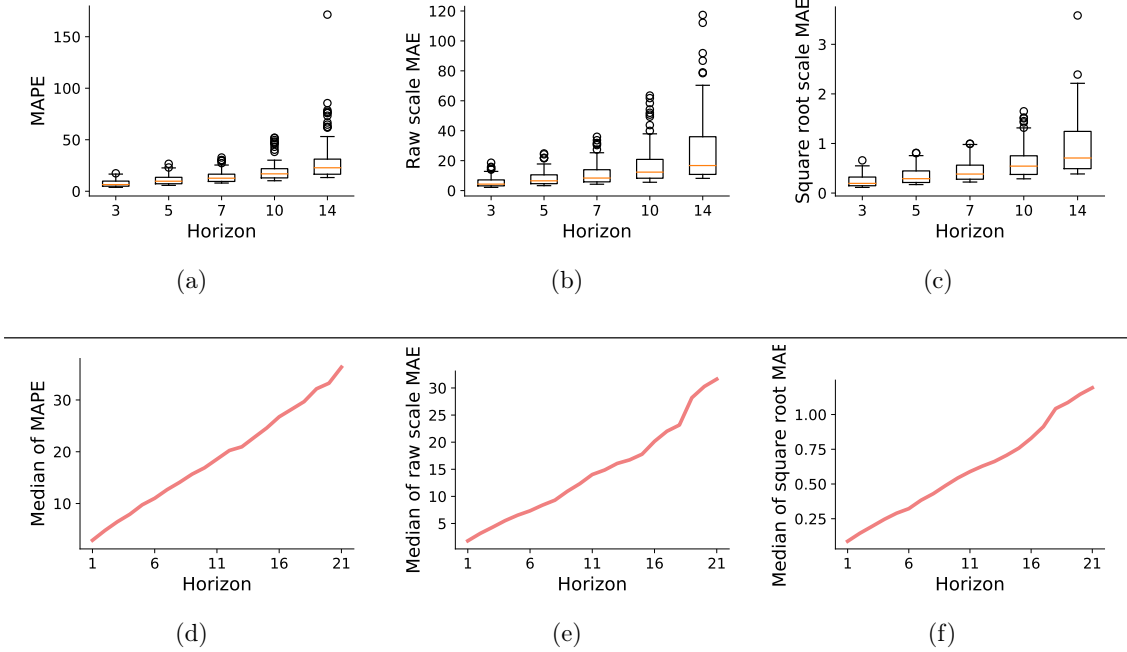 MAPE
150
100
50
0
3 5 7 10 14
Horizon
(a)
Raw scale MAE
120
100
80
60
40
20
0
3 5 7 10 14
Horizon
(b)
Square root scale MAE
3
2
1
0
3 5 7 10 14
Horizon
(c)
Median of MAPE
30
20
10
1 6 11 16 21
Horizon
(d)
Median of raw scale MAE
30
25
20
15
10
5
1 6 11 16 21
Horizon
(e)
Median of square root MAE
1.00
0.75
0.50
0.25
1 6 11 16 21
Horizon
(f)